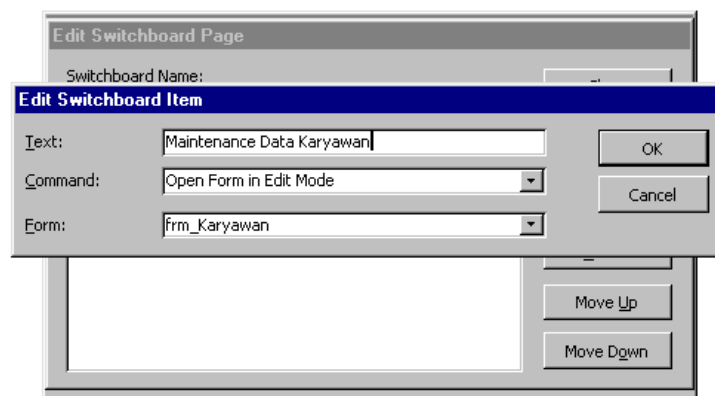 Edit Switchboard Page
Switchboard Name:
Edit Switchboard Item
Text: Maintenance Data Karyawan OK
Command: Open Form in Edit Mode Cancel
Form: frm_Karyawan
Move Up
Move Down